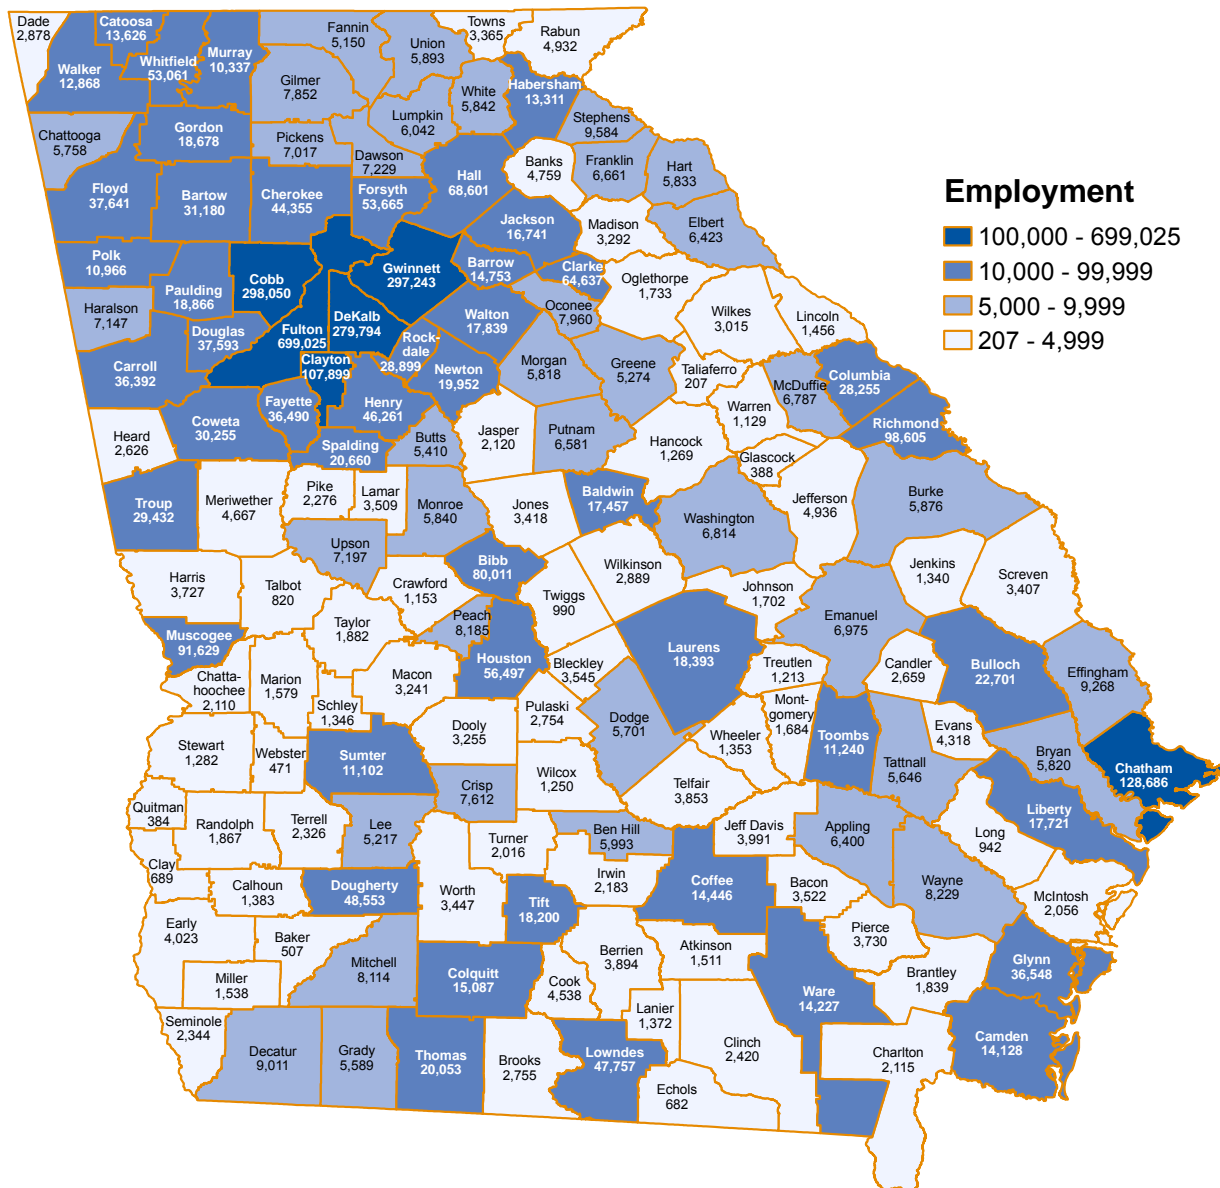 Dade
2,878
Catoosa
13,626
Walker
12,868
Whitfield
53,061
Murray
10,337
Fannin
5,150
Gilmer
7,852
Union
5,893
Towns
3,365
Rabun
4,932
White
5,842
Habersham
13,311
Lumpkin
6,042
Stephens
9,584
Chattooga
5,758
Gordon
18,678
Pickens
7,017
Dawson
7,229
Banks
4,759
Franklin
6,661
Hart
5,833
Floyd
37,641
Bartow
31,180
Cherokee
44,355
Forsyth
53,665
Hall
68,601
Jackson
16,741
Madison
3,292
Elbert
6,423
Employment
100,000 - 699,025
10,000 - 99,999
5,000 - 9,999
207 - 4,999
Polk
10,966
Paulding
18,866
Cobb
298,050
Gwinnett
297,243
Barrow
14,753
Clarke
64,637
Oglethorpe
1,733
Haralson
7,147
Douglas
37,593
Fulton
699,025
DeKalb
279,794
Rock-
dale
28,899
Walton
17,839
Oconee
7,960
Wilkes
3,015
Lincoln
1,456
Carroll
36,392
Clayton
107,899
Newton
19,952
Morgan
5,818
Greene
5,274
Taliaferro
207
McDuffie
6,787
Columbia
28,255
Coweta
30,255
Fayette
36,490
Henry
46,261
Warren
1,129
Richmond
98,605
Heard
2,626
Spalding
20,660
Butts
5,410
Jasper
2,120
Putnam
6,581
Hancock
1,269
Glascock
388
Troup
29,432
Meriwether
4,667
Pike
2,276
Lamar
3,509
Monroe
5,840
Jones
3,418
Baldwin
17,457
Washington
6,814
Jefferson
4,936
Burke
5,876
Upson
7,197
Bibb
80,011
Wilkinson
2,889
Johnson
1,702
Jenkins
1,340
Screven
3,407
Harris
3,727
Talbot
820
Crawford
1,153
Twiggs
990
Taylor
1,882
Peach
8,185
Emanuel
6,975
Muscogee
91,629
Houston
56,497
Bleckley
3,545
Laurens
18,393
Treutlen
1,213
Candler
2,659
Bulloch
22,701
Effingham
9,268
Chatta-
hoochee
2,110
Marion
1,579
Macon
3,241
Schley
1,346
Pulaski
2,754
Dooly
3,255
Dodge
5,701
Wheeler
1,353
Mont-
gomery
1,684
Toombs
11,240
Tattnall
5,646
Evans
4,318
Bryan
5,820
Chatham
128,686
Stewart
1,282
Webster
471
Sumter
11,102
Crisp
7,612
Wilcox
1,250
Telfair
3,853
Liberty
17,721
Quitman
384
Randolph
1,867
Terrell
2,326
Lee
5,217
Turner
2,016
Ben Hill
5,993
Jeff Davis
3,991
Appling
6,400
Long
942
Clay
689
Calhoun
1,383
Dougherty
48,553
Worth
3,447
Tift
18,200
Irwin
2,183
Coffee
14,446
Bacon
3,522
Wayne
8,229
McIntosh
2,056
Early
4,023
Baker
507
Mitchell
8,114
Colquitt
15,087
Cook
4,538
Berrien
3,894
Atkinson
1,511
Pierce
3,730
Miller
1,538
Lanier
1,372
Ware
14,227
Brantley
1,839
Glynn
36,548
Seminole
2,344
Decatur
9,011
Grady
5,589
Thomas
20,053
Brooks
2,755
Lowndes
47,757
Clinch
2,420
Echols
682
Charlton
2,115
Camden
14,128